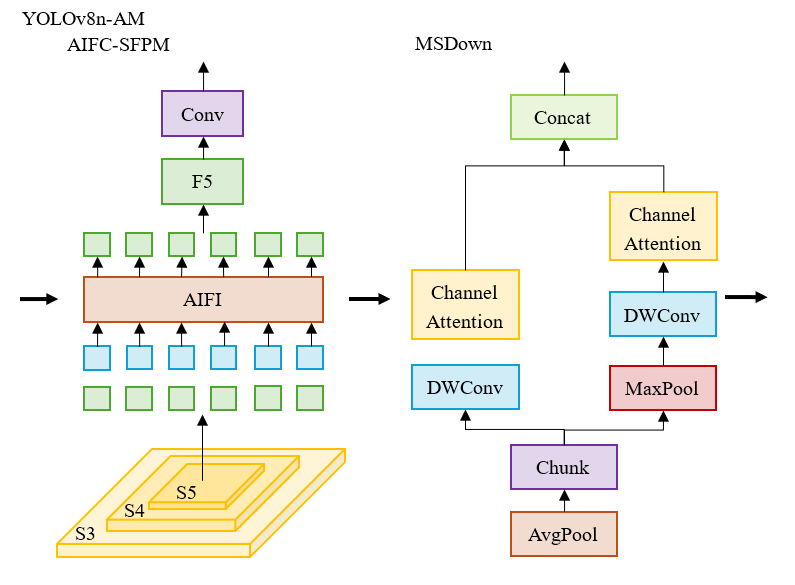 YOLOv8n-AM
AIFC-SFPM
Conv
F5
AIFI
S5
S4
S3
MSDown
Concat
Channel
Attention
Channel
Attention
DWConv
DWConv
MaxPool
Chunk
AvgPool